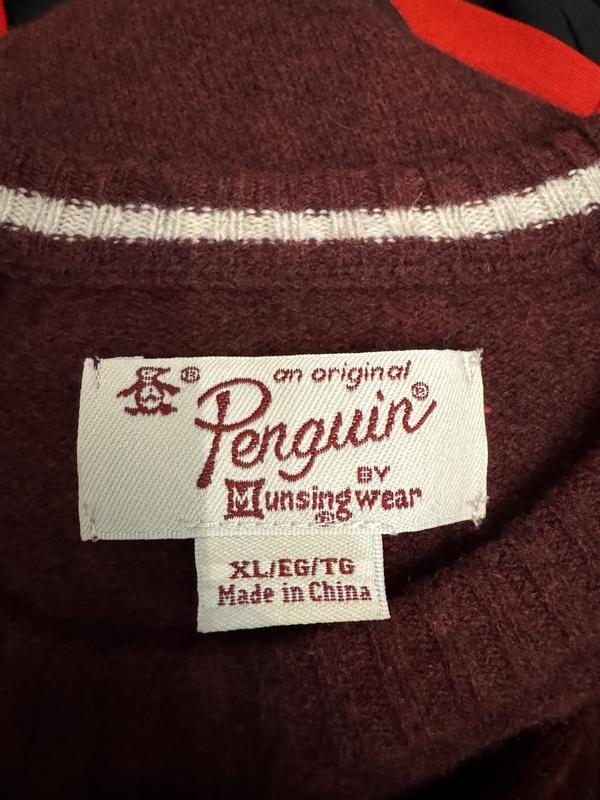 ® an original
Penguin®
BY
Munsingwear
®
XL/EG/TG
Made in China